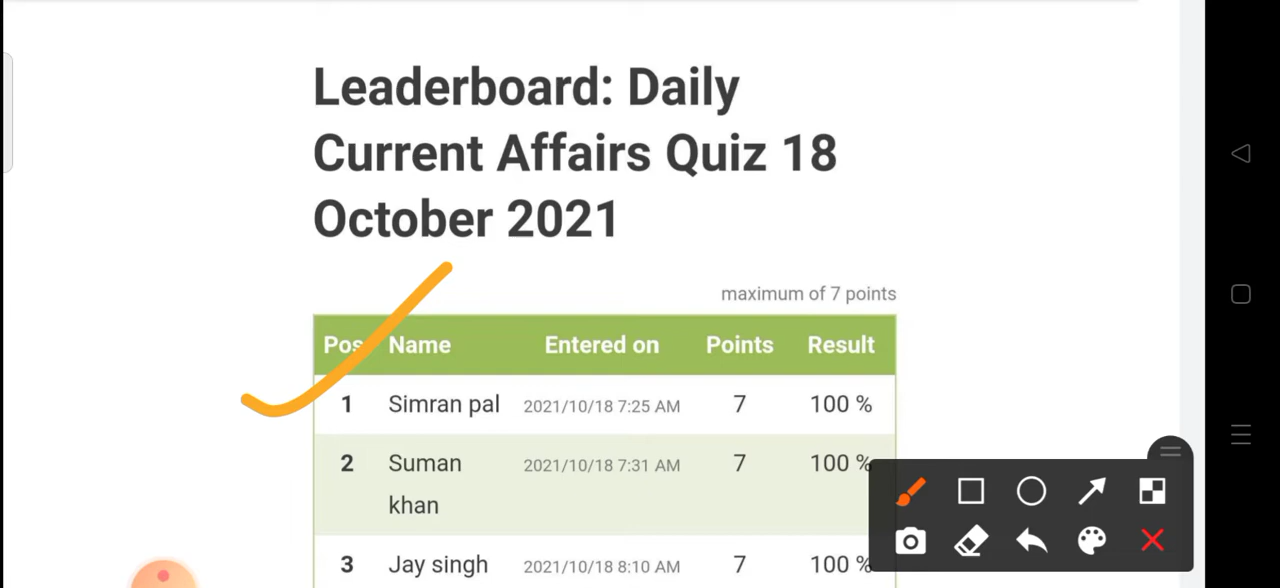 Leaderboard: Daily
Current Affairs Quiz 18
October 2021
maximum of 7 points
Pos. Name Entered on Points Result
1 Simran pal 2021/10/18 7:25 AM 7 100 %
2 Suman khan 2021/10/18 7:31 AM 7 100 %
3 Jay singh 2021/10/18 8:10 AM 7 100 %